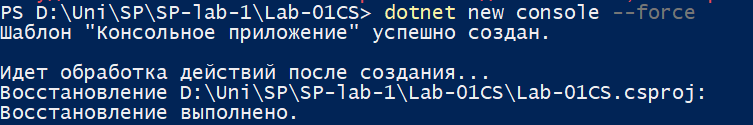 PS D:\Uni\SP\SP-lab-1\Lab-01CS> dotnet new console --force
Шаблон "Консольное приложение" успешно создан.
Идет обработка действий после создания...
Восстановление D:\Uni\SP\SP-lab-1\Lab-01CS\Lab-01CS.csproj:
Восстановление выполнено.